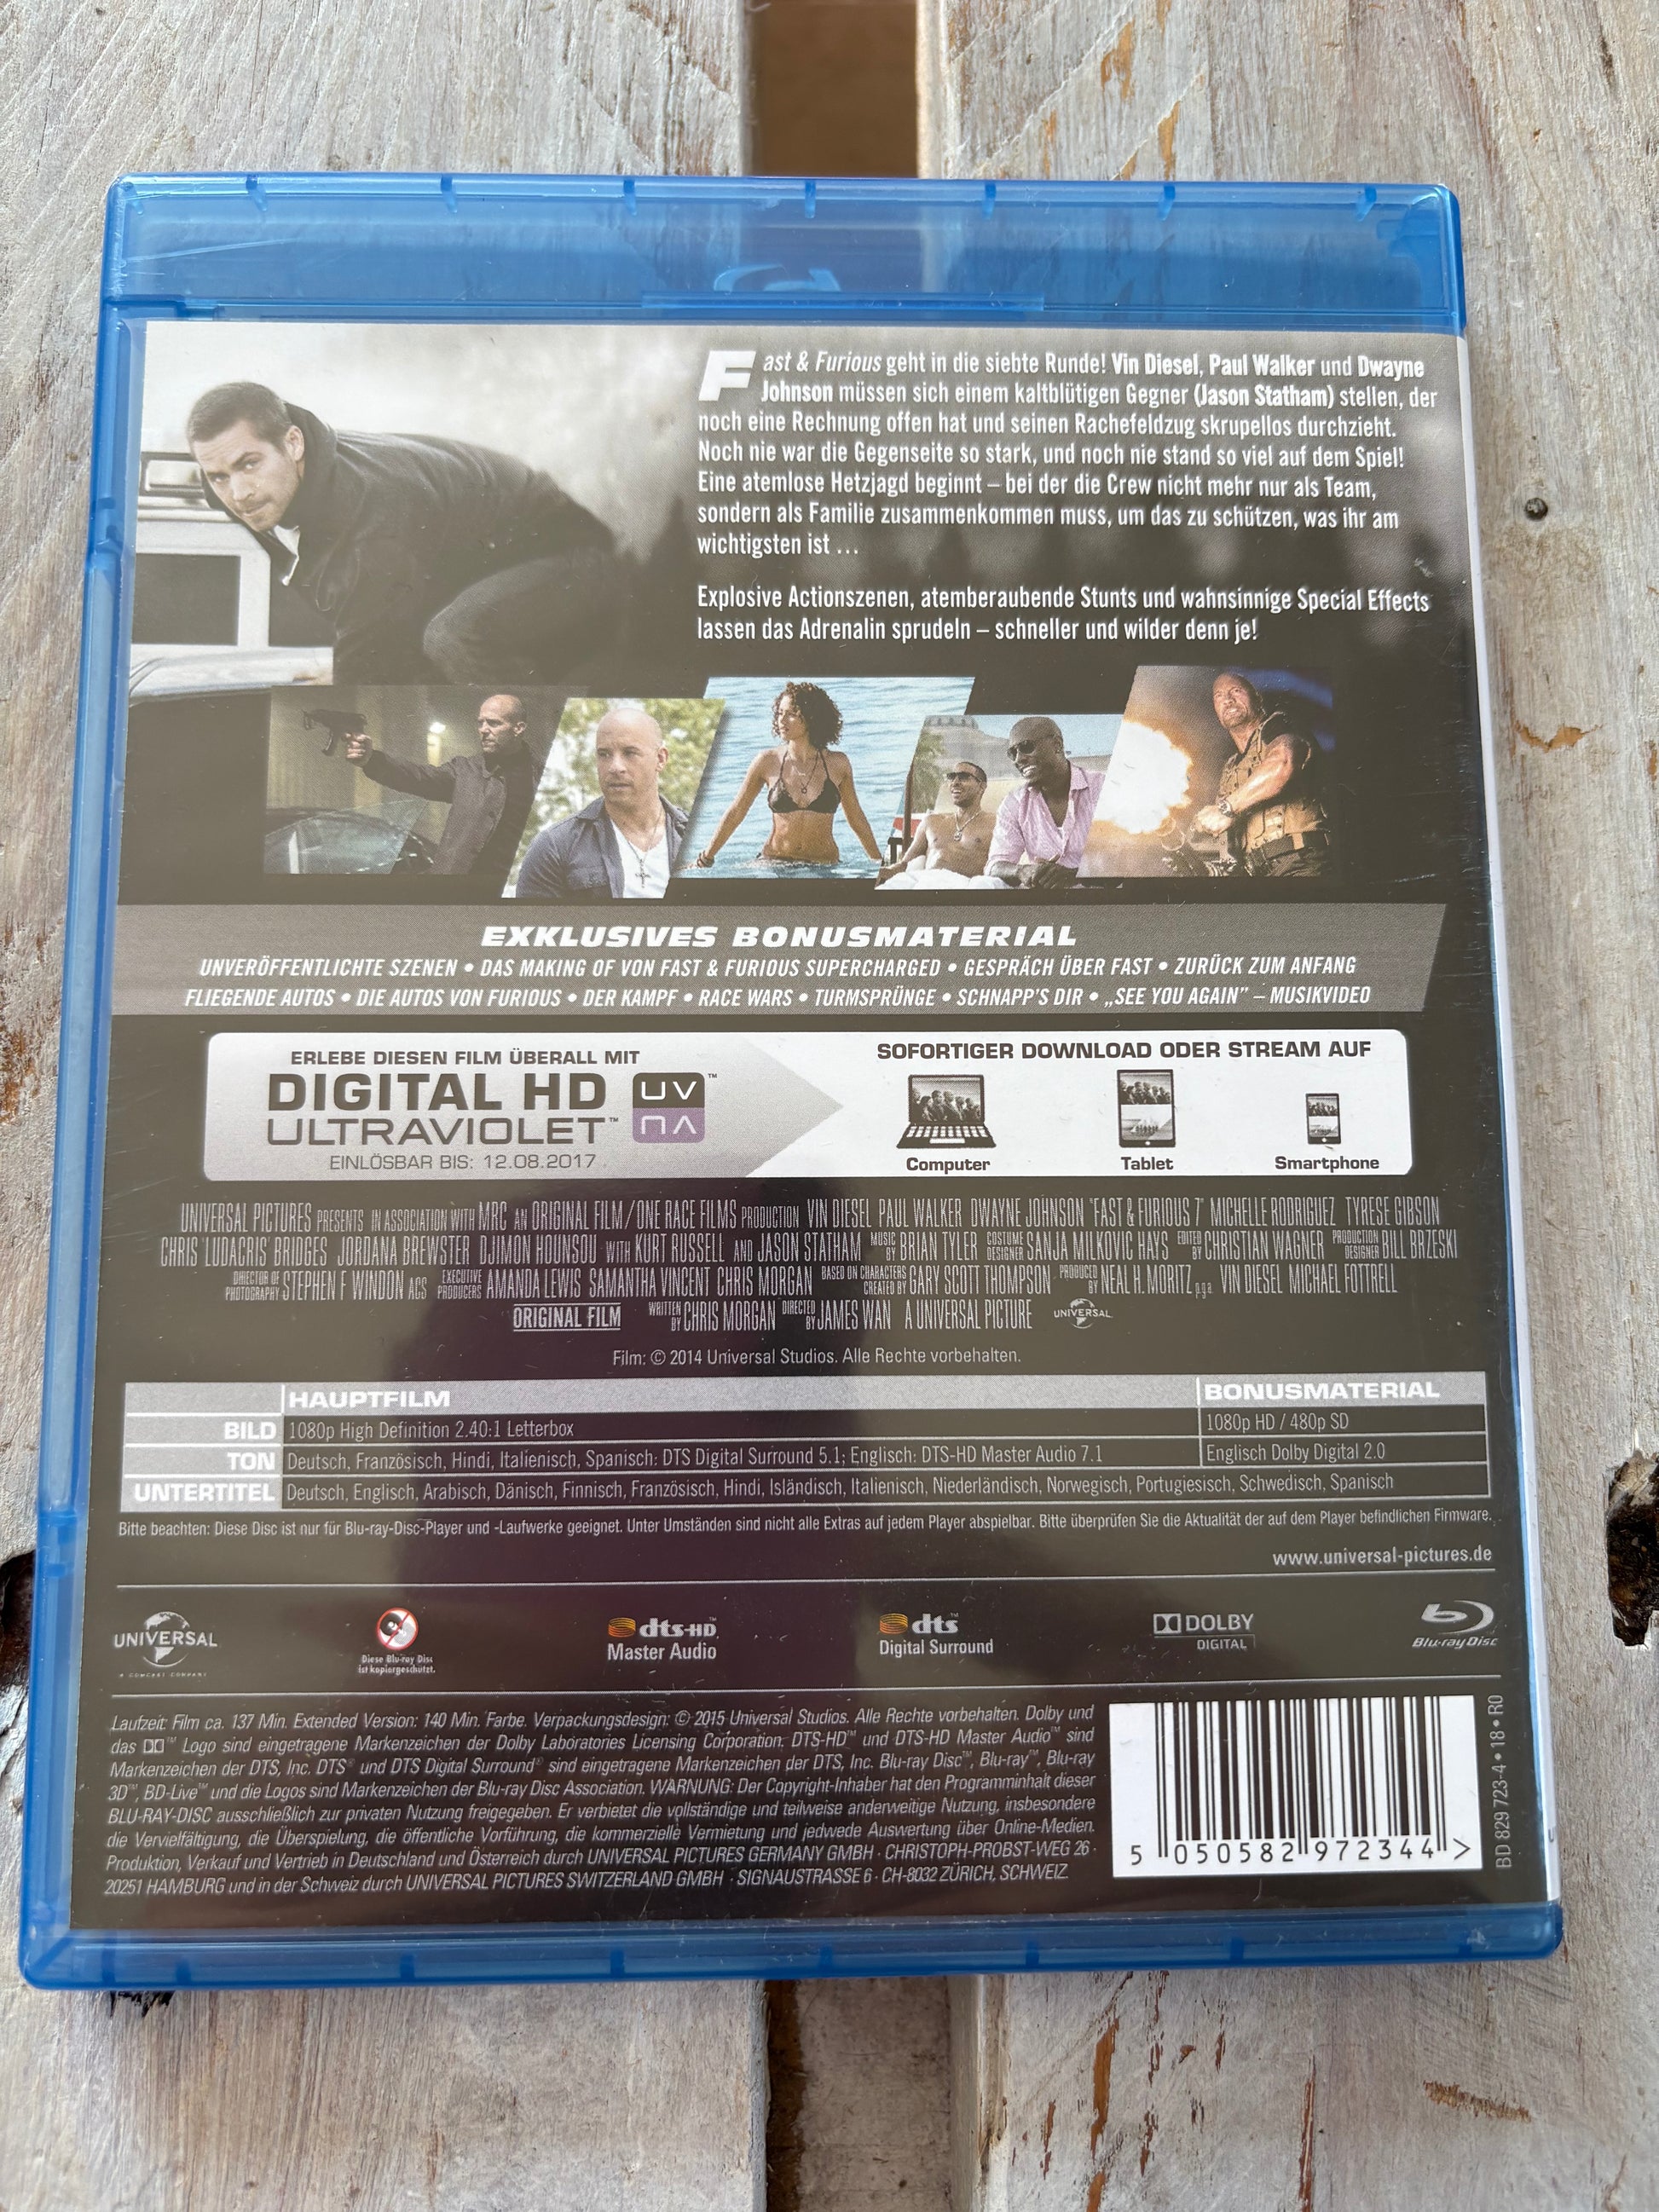 Fast & Furious geht in die siebte Runde! Vin Diesel, Paul Walker und Dwayne
Johnson müssen sich einem kaltblütigen Gegner (Jason Statham) stellen, der
noch eine Rechnung offen hat und seinen Rachefeldzug skrupellos durchzieht.
Noch nie war die Gegenseite so stark, und noch nie stand so viel auf dem Spiel!
Eine atemlose Hetzjagd beginnt – bei der die Crew nicht mehr nur als Team,
sondern als Familie zusammenkommen muss, um das zu schützen, was ihr am
wichtigsten ist ...
Explosive Actionszenen, atemberaubende Stunts und wahnsinnige Special Effects
lassen das Adrenalin sprudeln – schneller und wilder denn je!
EXKLUSIVES BONUSMATERIAL
UNVERÖFFENTLICHTE SZENEN • DAS MAKING OF VON FAST & FURIOUS SUPERCHARGED • GESPRÄCH ÜBER FAST • ZURÜCK ZUM ANFANG
FLIEGENDE AUTOS • DIE AUTOS VON FURIOUS • DER KAMPF • RACE WARS • TURMSPRÜNGE • SCHNAPP'S DIR • „SEE YOU AGAIN" – MUSIKVIDEO
ERLEBE DIESEN FILM ÜBERALL MIT
DIGITAL HD
ULTRAVIOLET™
UV™
EINLÖSBAR BIS: 12.08.2017
SOFORTIGER DOWNLOAD ODER STREAM AUF
Computer Tablet Smartphone
UNIVERSAL PICTURES PRESENTS IN ASSOCIATION WITH MRC AN ORIGINAL FILM/ONE RACE FILMS PRODUCTION VIN DIESEL PAUL WALKER DWAYNE JOHNSON "FAST & FURIOUS 7" MICHELLE RODRIGUEZ TYRESE GIBSON
CHRIS 'LUDACRIS' BRIDGES JORDANA BREWSTER DJIMON HOUNSOU WITH KURT RUSSELL AND JASON STATHAM MUSIC BY BRIAN TYLER COSTUME DESIGNER SANJA MILKOVIC HAYS EDITED BY CHRISTIAN WAGNER PRODUCTION DESIGNER BILL BRZESKI
DIRECTOR OF PHOTOGRAPHY STEPHEN F WINDON ACS EXECUTIVE PRODUCERS AMANDA LEWIS SAMANTHA VINCENT CHRIS MORGAN BASED ON CHARACTERS CREATED BY GARY SCOTT THOMPSON PRODUCED BY NEAL H. MORITZ p.g.a. VIN DIESEL MICHAEL FOTTRELL
ORIGINAL FILM WRITTEN BY CHRIS MORGAN DIRECTED BY JAMES WAN A UNIVERSAL PICTURE UNIVERSAL
Film: © 2014 Universal Studios. Alle Rechte vorbehalten.
HAUPTFILM BONUSMATERIAL
BILD 1080p High Definition 2.40:1 Letterbox 1080p HD / 480p SD
TON Deutsch, Französisch, Hindi, Italienisch, Spanisch: DTS Digital Surround 5.1; Englisch: DTS-HD Master Audio 7.1 Englisch Dolby Digital 2.0
UNTERTITEL Deutsch, Englisch, Arabisch, Dänisch, Finnisch, Französisch, Hindi, Isländisch, Italienisch, Niederländisch, Norwegisch, Portugiesisch, Schwedisch, Spanisch
Bitte beachten: Diese Disc ist nur für Blu-ray-Disc-Player und -Laufwerke geeignet. Unter Umständen sind nicht alle Extras auf jedem Player abspielbar. Bitte überprüfen Sie die Aktualität der auf dem Player befindlichen Firmware.
www.universal-pictures.de
UNIVERSAL
A COMCAST COMPANY
Diese Blu-ray Disc
ist kopiergeschützt.
dts-HD™
Master Audio
dts™
Digital Surround
DOLBY
DIGITAL
Blu-ray Disc
Laufzeit: Film ca. 137 Min. Extended Version: 140 Min. Farbe. Verpackungsdesign: © 2015 Universal Studios. Alle Rechte vorbehalten. Dolby und
das ™ Logo sind eingetragene Markenzeichen der Dolby Laboratories Licensing Corporation. DTS-HD™ und DTS-HD Master Audio™ sind
Markenzeichen der DTS, Inc. DTS® und DTS Digital Surround® sind eingetragene Markenzeichen der DTS, Inc. Blu-ray Disc™, Blu-ray™, Blu-ray
3D™, BD-Live™ und die Logos sind Markenzeichen der Blu-ray Disc Association. WARNUNG: Der Copyright-Inhaber hat den Programminhalt dieser
BLU-RAY-DISC ausschließlich zur privaten Nutzung freigegeben. Er verbietet die vollständige und teilweise anderweitige Nutzung, insbesondere
die Vervielfältigung, die Überspielung, die öffentliche Vorführung, die kommerzielle Vermietung und jedwede Auswertung über Online-Medien.
Produktion, Verkauf und Vertrieb in Deutschland und Österreich durch UNIVERSAL PICTURES GERMANY GMBH · CHRISTOPH-PROBST-WEG 26 ·
20251 HAMBURG und in der Schweiz durch UNIVERSAL PICTURES SWITZERLAND GMBH · SIGNAUSTRASSE 6 · CH-8032 ZÜRICH, SCHWEIZ
5 050582 972344 >
BD 829 723-4 • 18 • R0